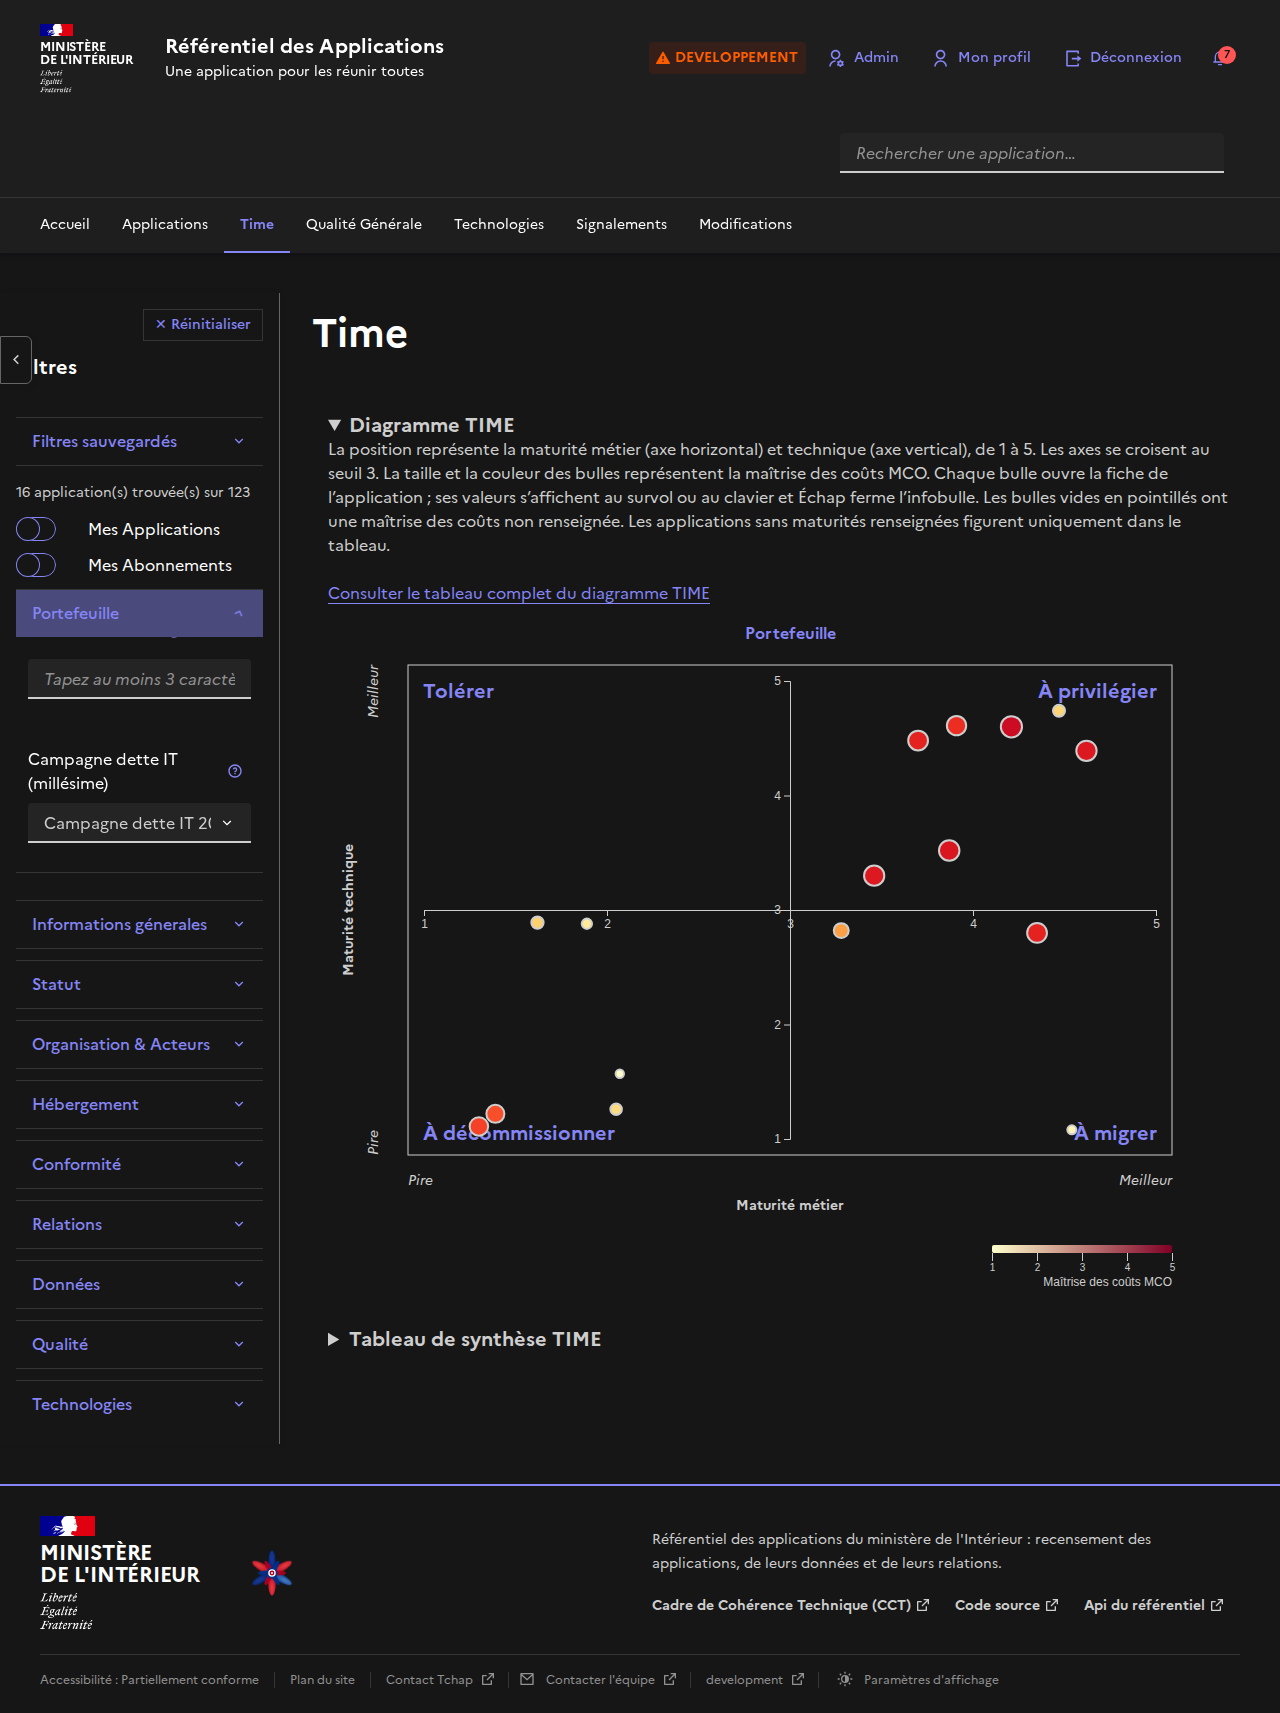 MINISTÈRE
DE L'INTÉRIEUR
Liberté
Égalité
Fraternité
Référentiel des Applications
Une application pour les réunir toutes
DEVELOPPEMENT
Admin
Mon profil
Déconnexion
7
Rechercher une application…
Accueil
Applications
Time
Qualité Générale
Technologies
Signalements
Modifications
✕ Réinitialiser
ltres
Filtres sauvegardés
16 application(s) trouvée(s) sur 123
Mes Applications
Mes Abonnements
Portefeuille
Tapez au moins 3 caractè
Campagne dette IT
(millésime)
Campagne dette IT 20
Informations génerales
Statut
Organisation & Acteurs
Hébergement
Conformité
Relations
Données
Qualité
Technologies
Time
Diagramme TIME
La position représente la maturité métier (axe horizontal) et technique (axe vertical), de 1 à 5. Les axes se croisent au
seuil 3. La taille et la couleur des bulles représentent la maîtrise des coûts MCO. Chaque bulle ouvre la fiche de
l’application ; ses valeurs s’affichent au survol ou au clavier et Échap ferme l’infobulle. Les bulles vides en pointillés ont
une maîtrise des coûts non renseignée. Les applications sans maturités renseignées figurent uniquement dans le
tableau.
Consulter le tableau complet du diagramme TIME
Portefeuille
Meilleur
Maturité technique
Pire
Tolérer
À privilégier
5
4
3
2
1
1
2
3
4
5
À décommissionner
À migrer
Pire
Meilleur
Maturité métier
1
2
3
4
5
Maîtrise des coûts MCO
Tableau de synthèse TIME
MINISTÈRE
DE L'INTÉRIEUR
Liberté
Égalité
Fraternité
Référentiel des applications du ministère de l'Intérieur : recensement des
applications, de leurs données et de leurs relations.
Cadre de Cohérence Technique (CCT)
Code source
Api du référentiel
Accessibilité : Partiellement conforme
Plan du site
Contact Tchap
Contacter l'équipe
development
Paramètres d'affichage